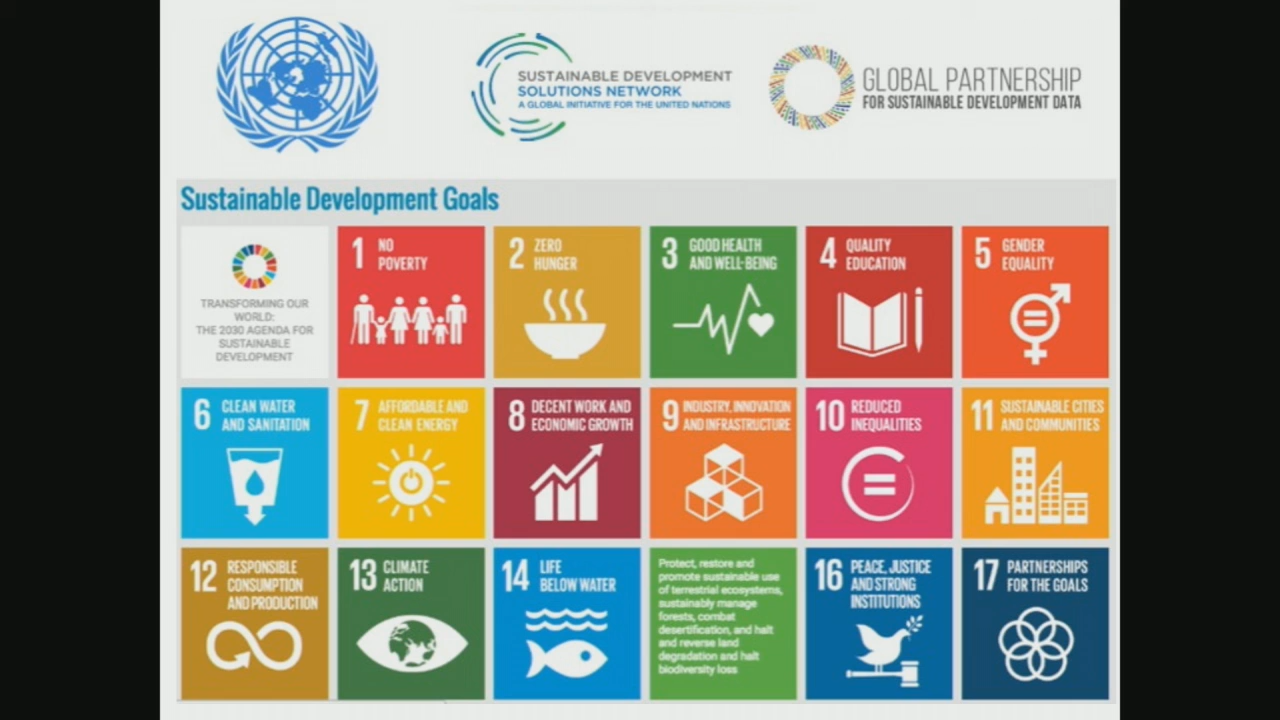 SUSTAINABLE DEVELOPMENT
SOLUTIONS NETWORK
A GLOBAL INITIATIVE FOR THE UNITED NATIONS
GLOBAL PARTNERSHIP
FOR SUSTAINABLE DEVELOPMENT DATA
Sustainable Development Goals
TRANSFORMING OUR
WORLD:
THE 2030 AGENDA FOR
SUSTAINABLE
DEVELOPMENT
1 NO
POVERTY
2 ZERO
HUNGER
3 GOOD HEALTH
AND WELL-BEING
4 QUALITY
EDUCATION
5 GENDER
EQUALITY
6 CLEAN WATER
AND SANITATION
7 AFFORDABLE AND
CLEAN ENERGY
8 DECENT WORK AND
ECONOMIC GROWTH
9 INDUSTRY, INNOVATION
AND INFRASTRUCTURE
10 REDUCED
INEQUALITIES
11 SUSTAINABLE CITIES
AND COMMUNITIES
12 RESPONSIBLE
CONSUMPTION
AND PRODUCTION
13 CLIMATE
ACTION
14 LIFE
BELOW WATER
Protect, restore and
promote sustainable use
of terrestrial ecosystems,
sustainably manage
forests, combat
desertification, and halt
and reverse land
degradation and halt
biodiversity loss
16 PEACE, JUSTICE
AND STRONG
INSTITUTIONS
17 PARTNERSHIPS
FOR THE GOALS